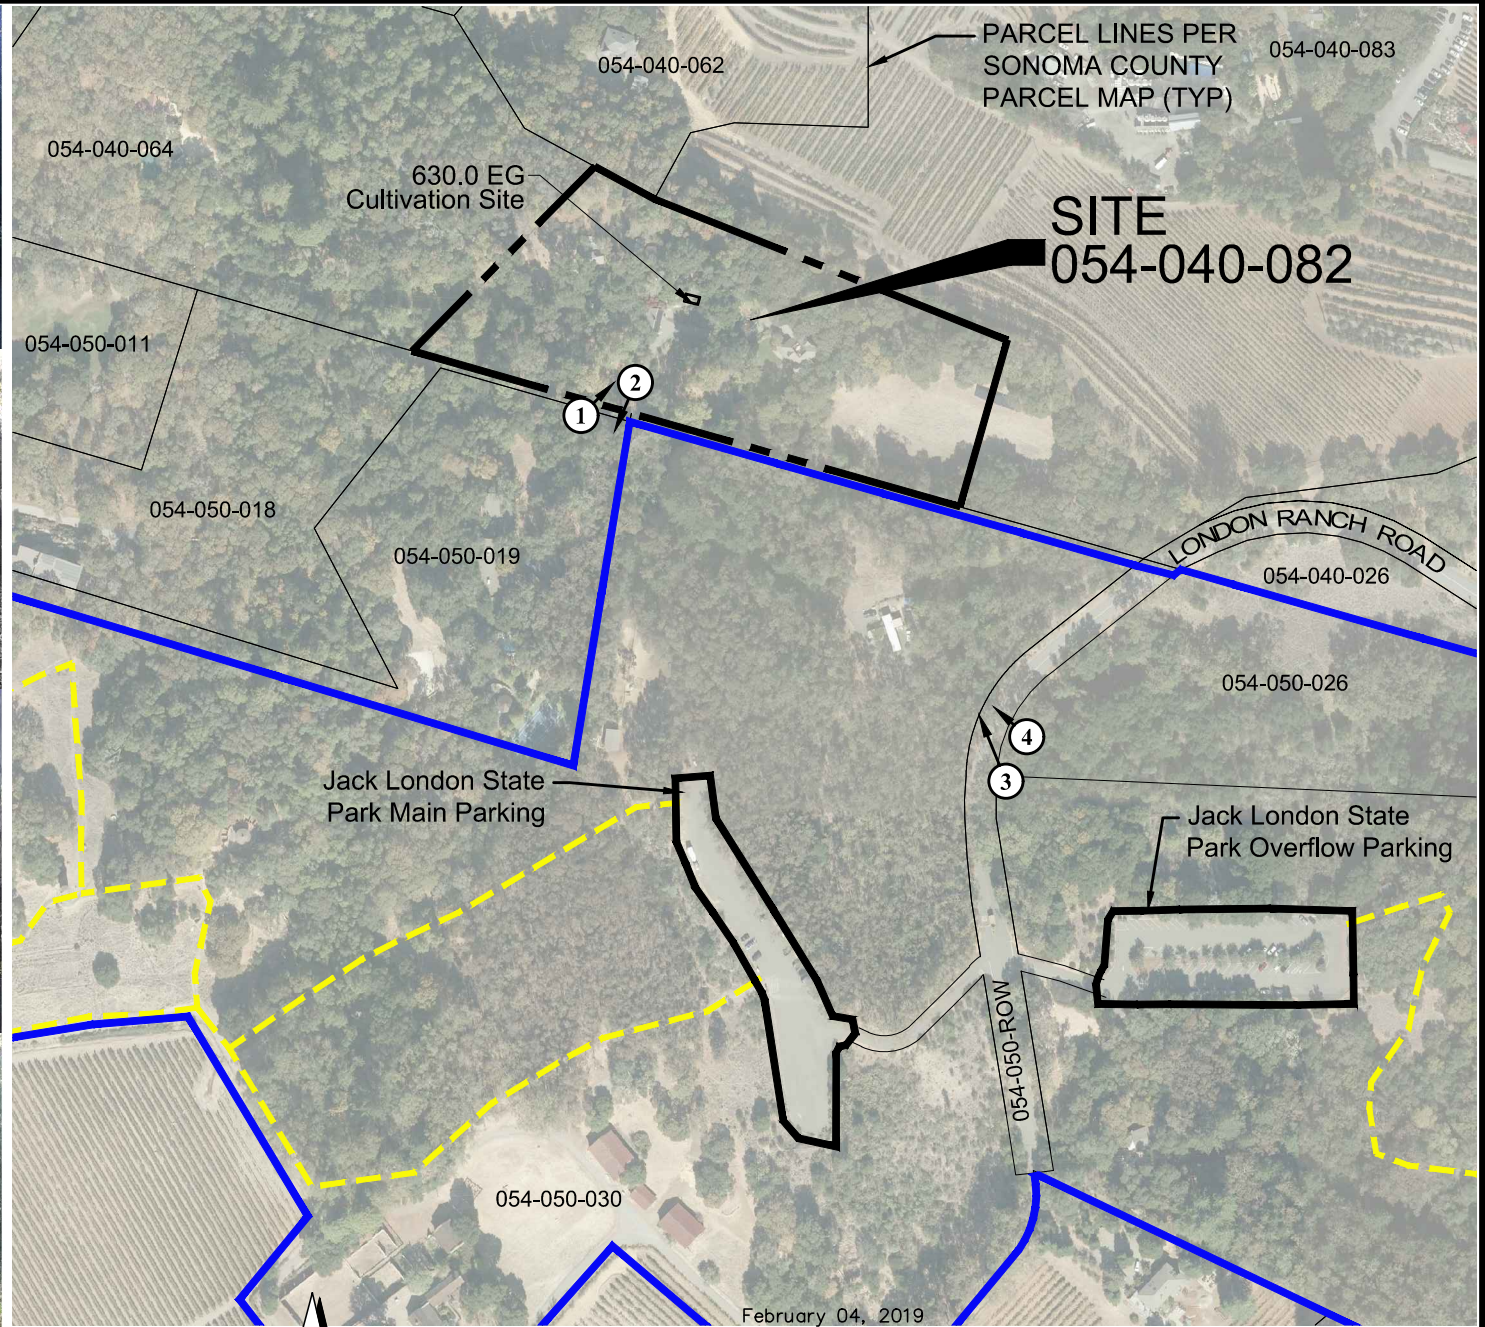 PARCEL LINES PER
SONOMA COUNTY
PARCEL MAP (TYP)
054-040-083
054-040-062
054-040-064
630.0 EG
Cultivation Site
SITE
054-040-082
054-050-011
2
1
054-050-018
054-050-019
LONDON RANCH ROAD
054-040-026
054-050-026
4
3
Jack London State
Park Main Parking
Jack London State
Park Overflow Parking
054-050-ROW
054-050-030
February 04, 2019